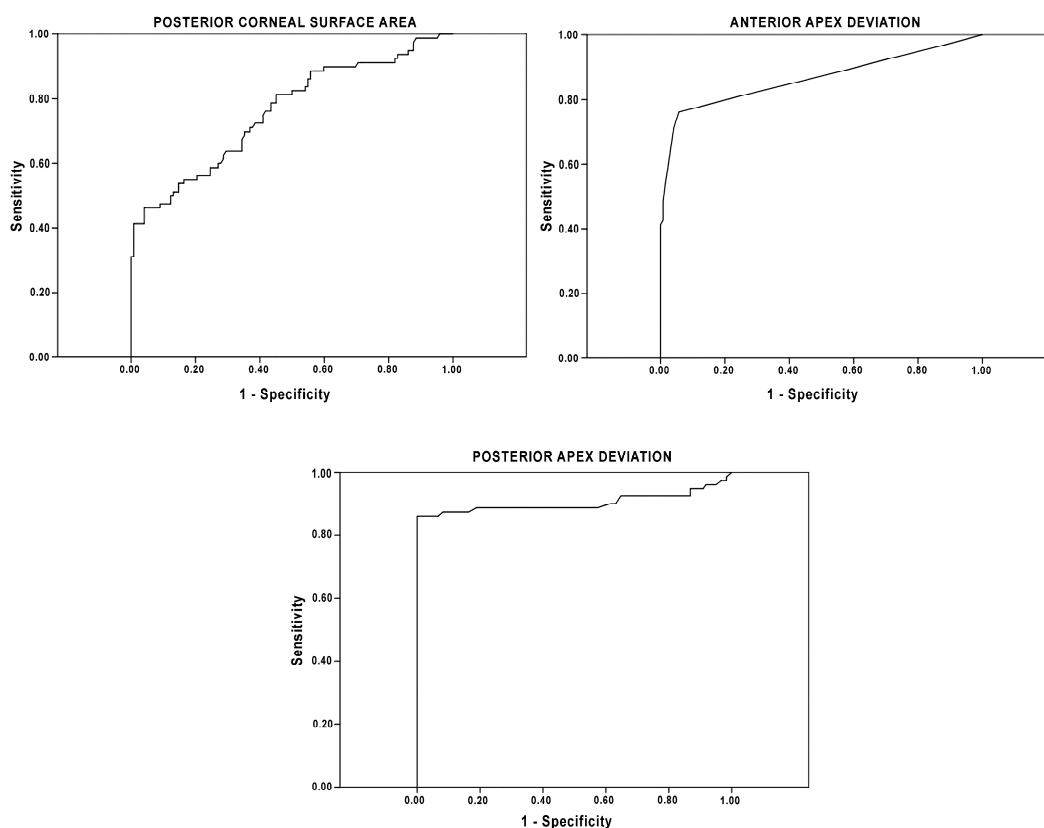 POSTERIOR CORNEAL SURFACE AREA
1.00
0.80
0.60
0.40
0.20
0.00
Sensitivity
0.00 0.20 0.40 0.60 0.80 1.00
1 - Specificity
ANTERIOR APEX DEVIATION
1.00
0.80
0.60
0.40
0.20
0.00
Sensitivity
0.00 0.20 0.40 0.60 0.80 1.00
1 - Specificity
POSTERIOR APEX DEVIATION
1.00
0.80
0.60
0.40
0.20
0.00
Sensitivity
0.00 0.20 0.40 0.60 0.80 1.00
1 - Specificity